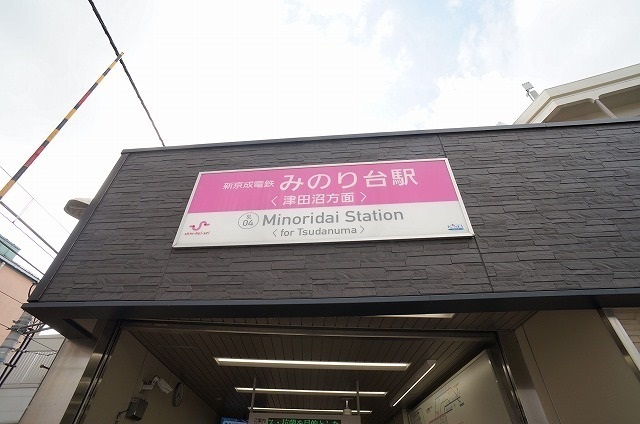 新京成電鉄 みのり台駅
〈津田沼方面〉
SL
04
Minoridai Station
〈 for Tsudanuma 〉